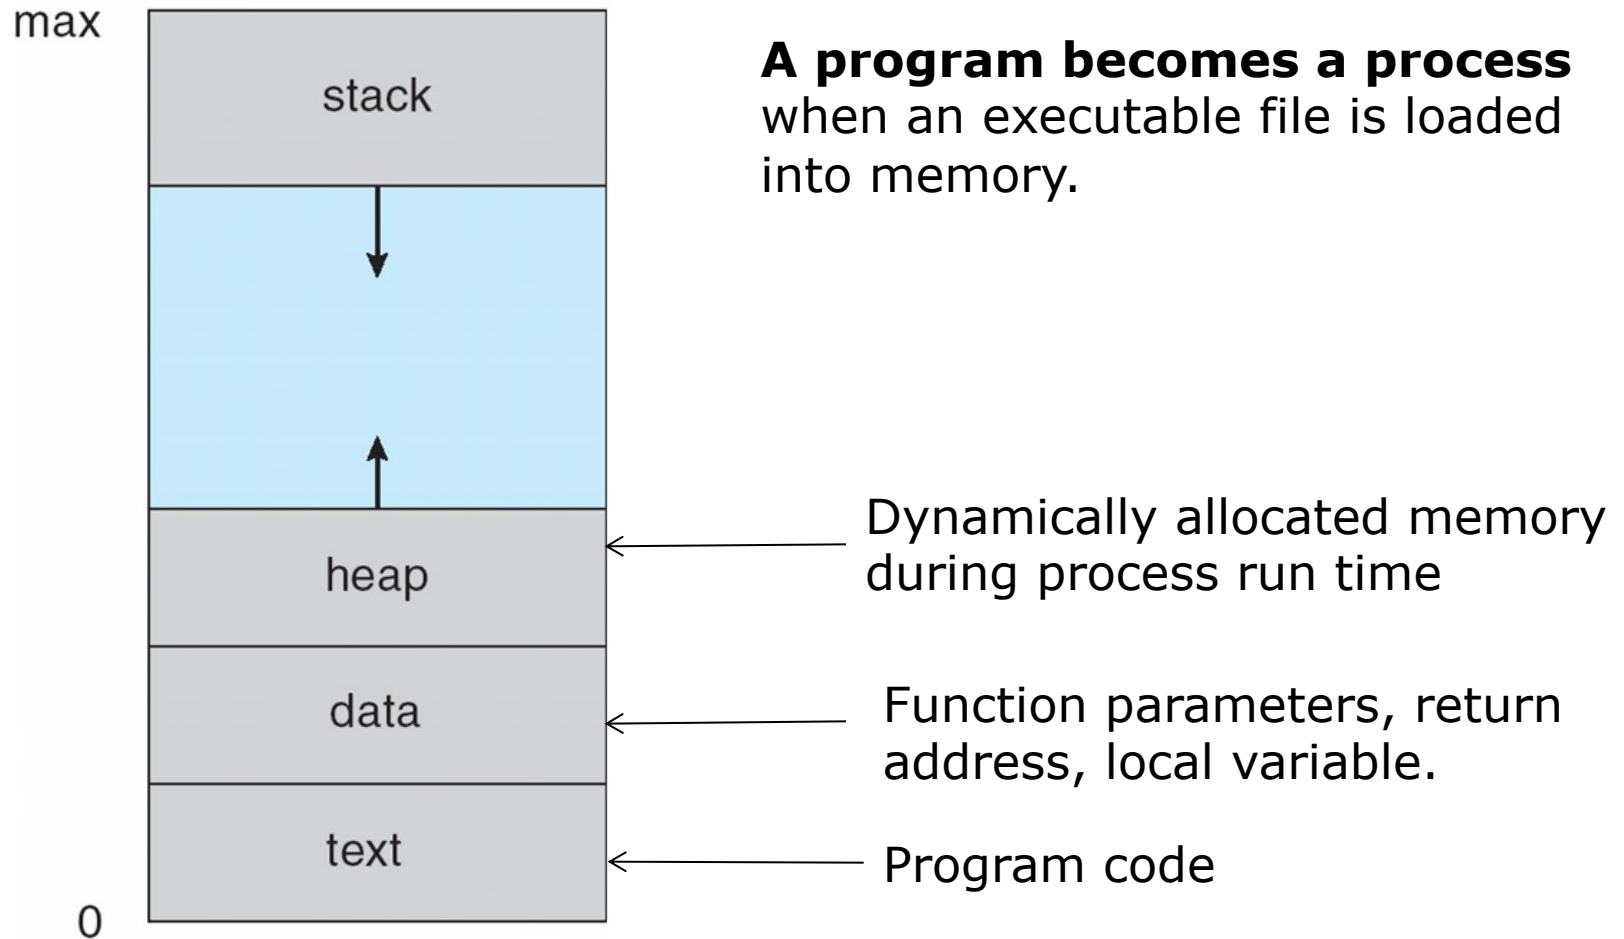 max
stack
A program becomes a process
when an executable file is loaded
into memory.
heap
Dynamically allocated memory
during process run time
data
Function parameters, return
address, local variable.
text
Program code
0